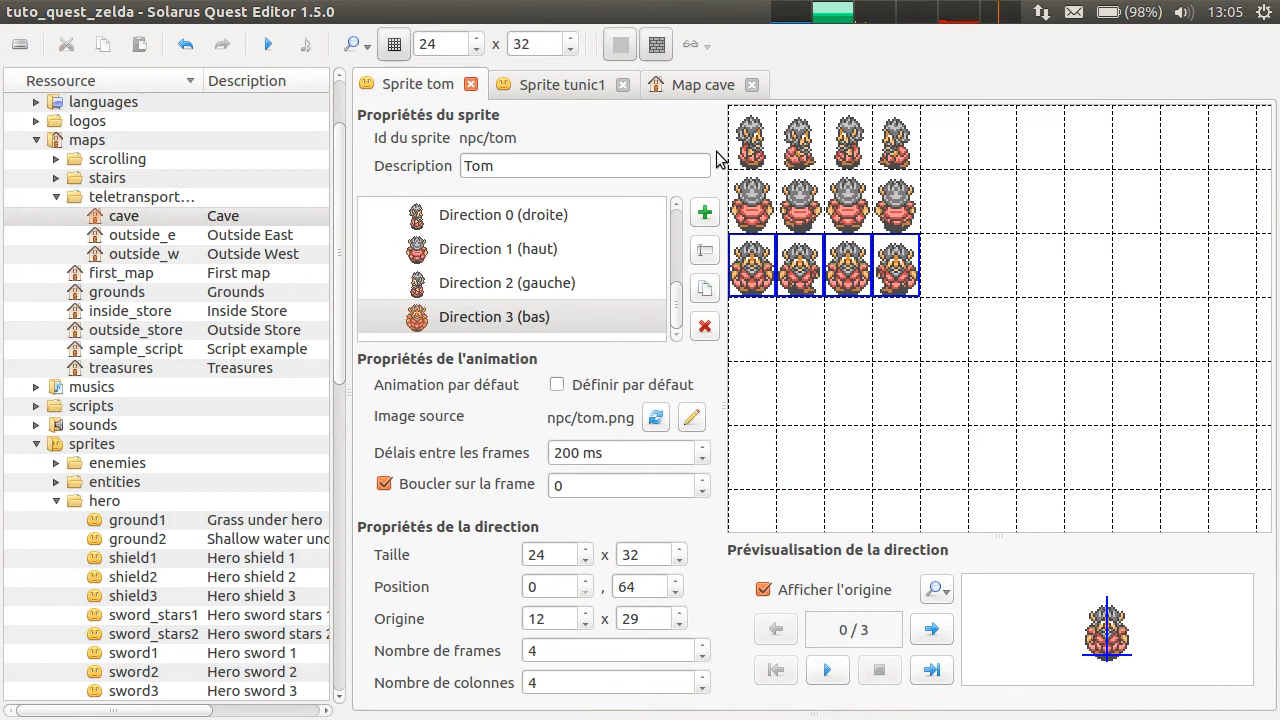 tuto_quest_zelda - Solarus Quest Editor 1.5.0
(98%)
13:05
24 x 32
Ressource Description
languages
logos
maps
scrolling
stairs
teletransport...
cave Cave
outside_e Outside East
outside_w Outside West
first_map First map
grounds Grounds
inside_store Inside Store
outside_store Outside Store
sample_script Script example
treasures Treasures
musics
scripts
sounds
sprites
enemies
entities
hero
ground1 Grass under hero
ground2 Shallow water un
shield1 Hero shield 1
shield2 Hero shield 2
shield3 Hero shield 3
sword_stars1 Hero sword stars 1
sword_stars2 Hero sword stars 2
sword1 Hero sword 1
sword2 Hero sword 2
sword3 Hero sword 3
Sprite tom
Sprite tunic1
Map cave
Propriétés du sprite
Id du sprite npc/tom
Description Tom
Direction 0 (droite)
Direction 1 (haut)
Direction 2 (gauche)
Direction 3 (bas)
Propriétés de l'animation
Animation par défaut Définir par défaut
Image source npc/tom.png
Délais entre les frames 200 ms
Boucler sur la frame 0
Propriétés de la direction
Taille 24 x 32
Position 0 , 64
Origine 12 x 29
Nombre de frames 4
Nombre de colonnes 4
Prévisualisation de la direction
Afficher l'origine
0 / 3